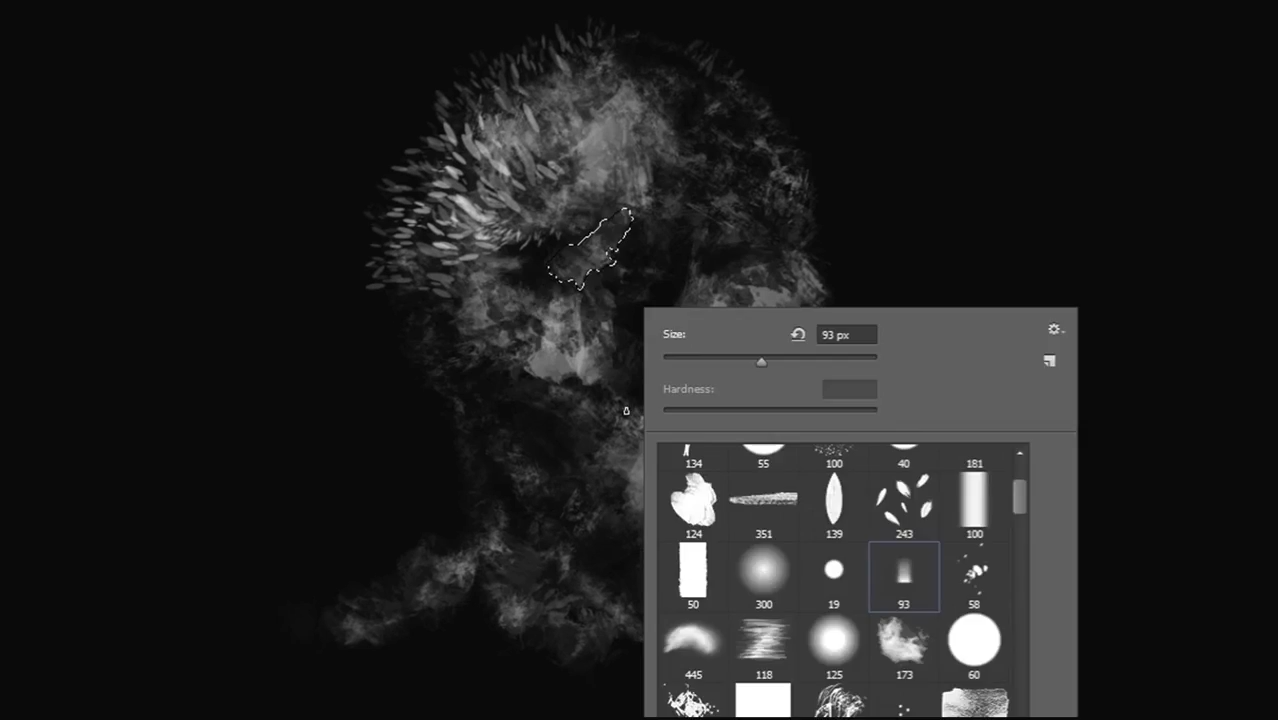 Size:
93 px
Hardness:
134 55 100 40 181
124 351 139 243 100
50 300 19 93 58
445 118 125 173 60